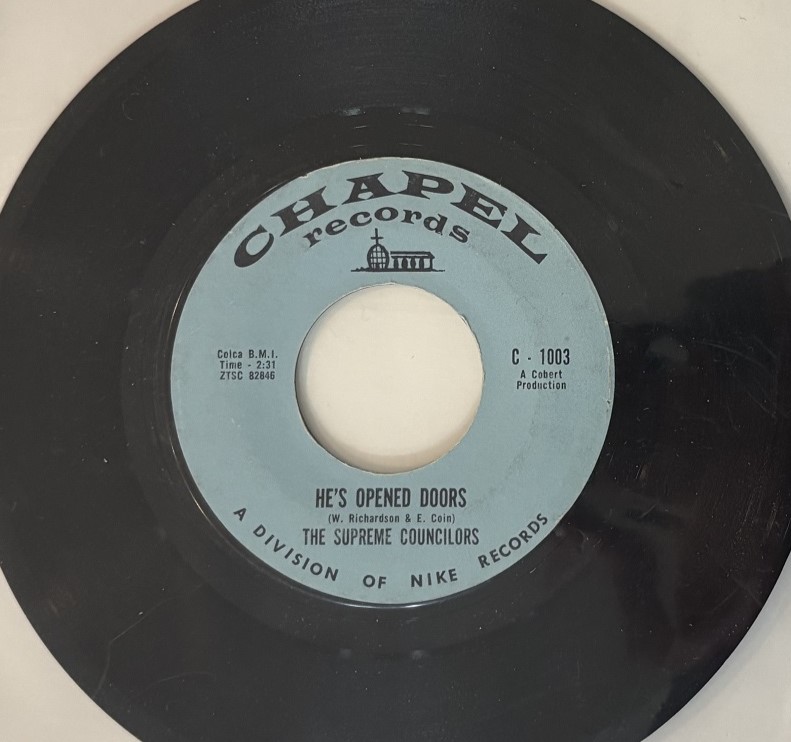 CHAPEL
records
Colca B.M.I.
Time - 2:31
ZTSC 82846
C - 1003
A Cobert
Production
HE'S OPENED DOORS
(W. Richardson & E. Coin)
THE SUPREME COUNCILORS
A DIVISION OF NIKE RECORDS